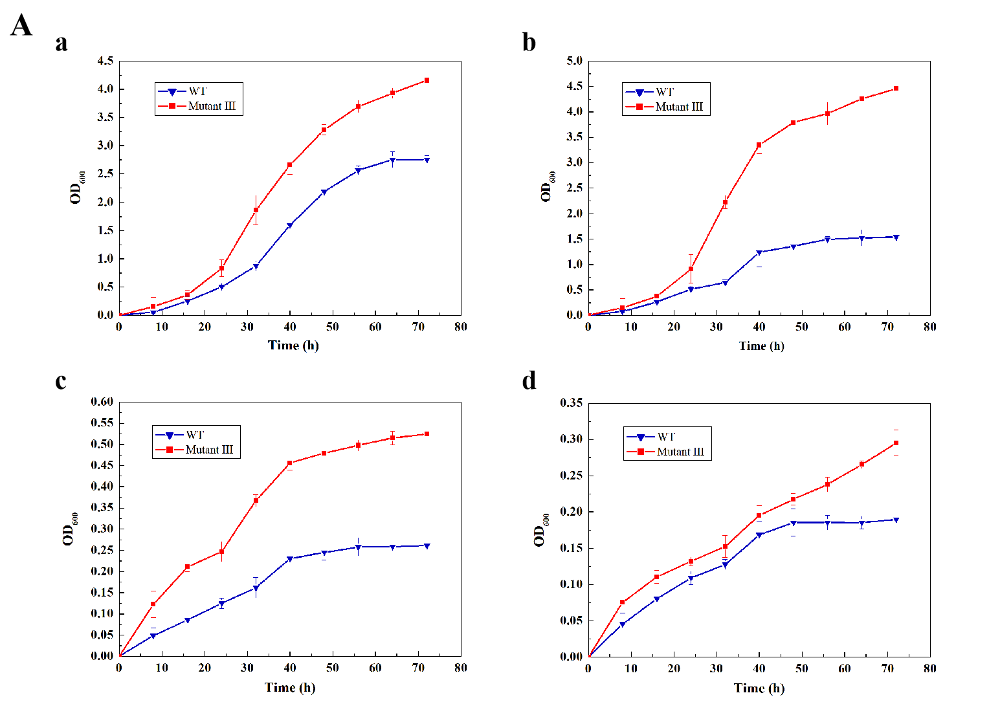 A
a
4.5
4.0
3.5
3.0
2.5
2.0
1.5
1.0
0.5
0.0
OD600
WT
Mutant III
0 10 20 30 40 50 60 70 80
Time (h)
b
5.0
4.5
4.0
3.5
3.0
2.5
2.0
1.5
1.0
0.5
0.0
OD600
WT
Mutant III
0 10 20 30 40 50 60 70 80
Time (h)
c
0.60
0.55
0.50
0.45
0.40
0.35
0.30
0.25
0.20
0.15
0.10
0.05
0.00
OD600
WT
Mutant III
0 10 20 30 40 50 60 70 80
Time (h)
d
0.35
0.30
0.25
0.20
0.15
0.10
0.05
0.00
OD600
WT
Mutant III
0 10 20 30 40 50 60 70 80
Time (h)